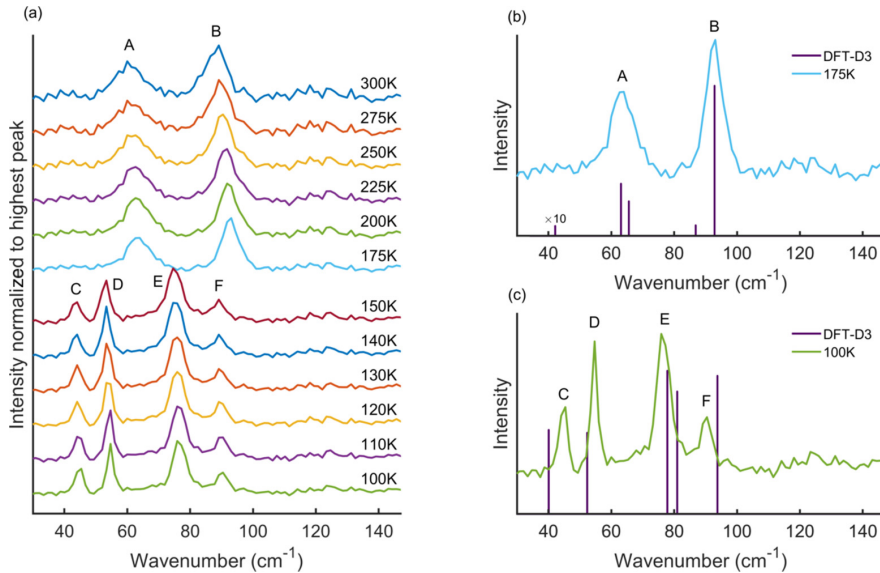 (a)
A
B
300K
275K
250K
225K
200K
175K
C
D
E
F
150K
140K
130K
120K
110K
100K
Intensity normalized to highest peak
40 60 80 100 120 140
Wavenumber (cm-1)
(b)
A
B
DFT-D3
175K
×10
Intensity
40 60 80 100 120 140
Wavenumber (cm-1)
(c)
C
D
E
F
DFT-D3
100K
Intensity
40 60 80 100 120 140
Wavenumber (cm-1)